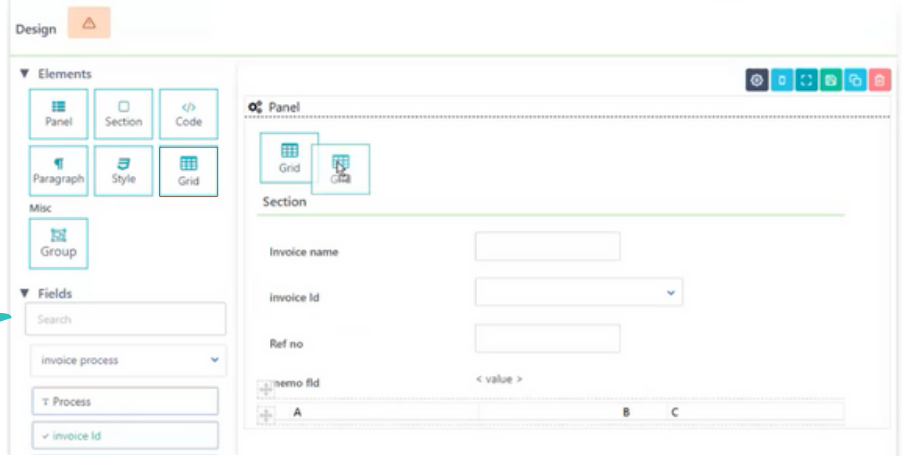 Design
Elements
Panel
Section
Code
Paragraph
Style
Grid
Misc
Group
Fields
Search
invoice process
T Process
invoice Id
Panel
Grid
Grid
Section
Invoice name
invoice Id
Ref no
memo fld
< value >
A B C